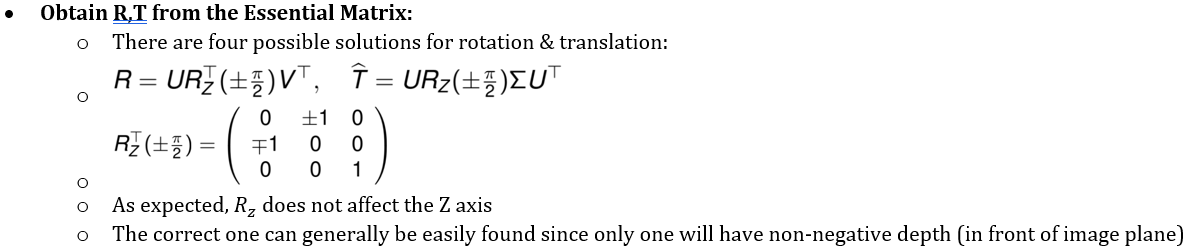 • Obtain R,T from the Essential Matrix:
o There are four possible solutions for rotation & translation:
o R = UR_Z^⊤(±π/2)V^⊤, T̂ = UR_Z(±π/2)ΣU^⊤
o R_Z^⊤(±π/2) = ( 0 ±1 0
∓1 0 0
0 0 1 )
o As expected, R_z does not affect the Z axis
o The correct one can generally be easily found since only one will have non-negative depth (in front of image plane)